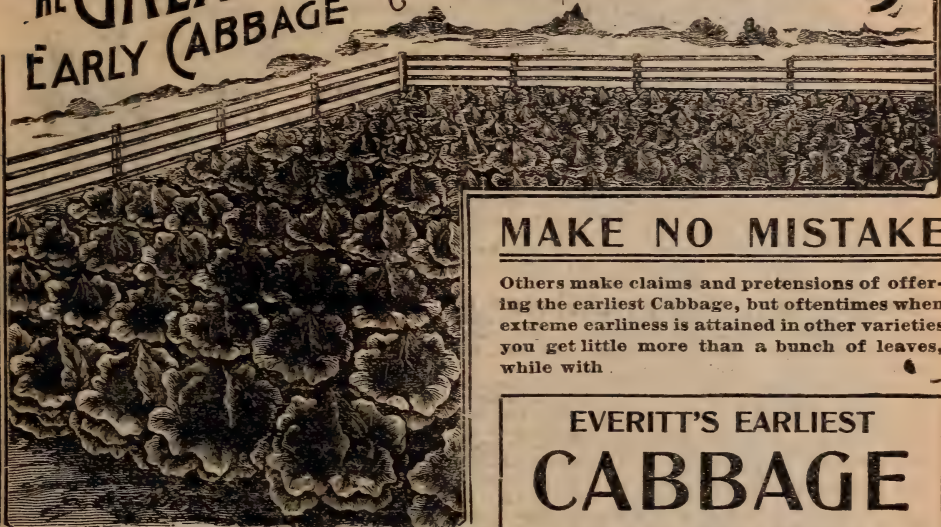 EARLY CABBAGE
MAKE NO MISTAKE
Others make claims and pretensions of offer-
ing the earliest Cabbage, but oftentimes when
extreme earliness is attained in other varieties
you get little more than a bunch of leaves,
while with
EVERITT'S EARLIEST
CABBAGE